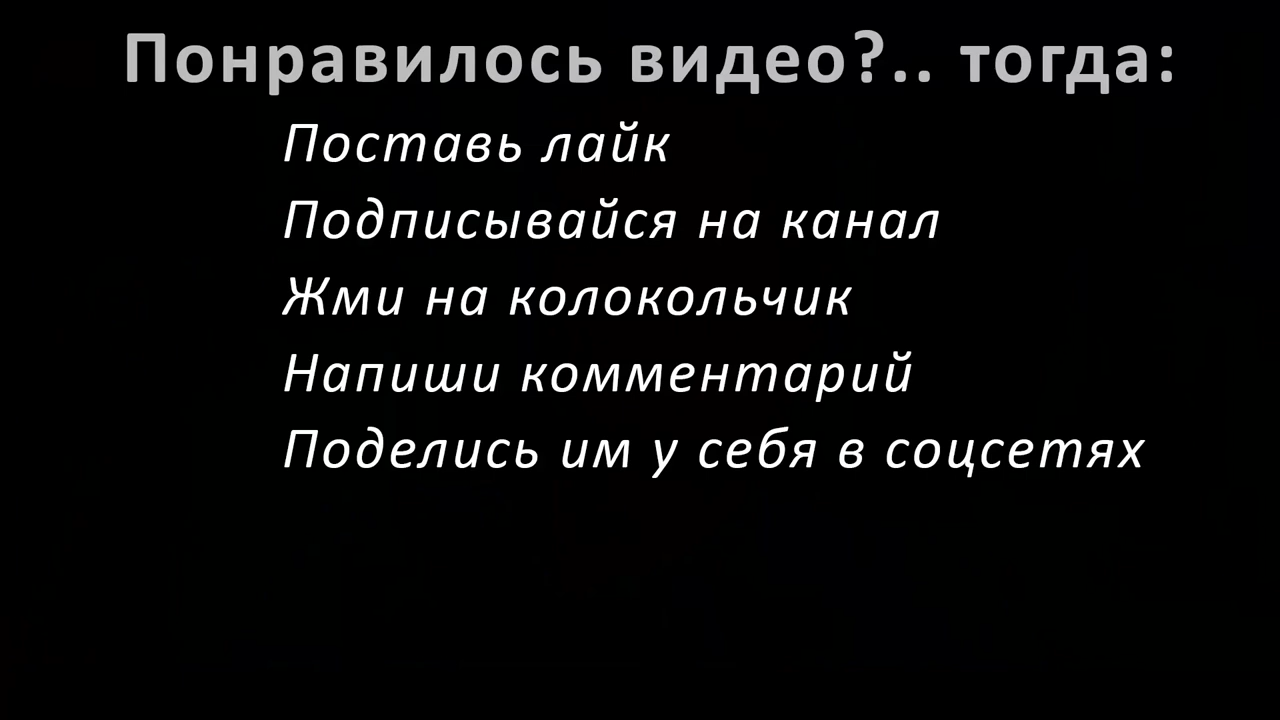 Понравилось видео?.. тогда:
Поставь лайк
Подписывайся на канал
Жми на колокольчик
Напиши комментарий
Поделись им у себя в соцсетях